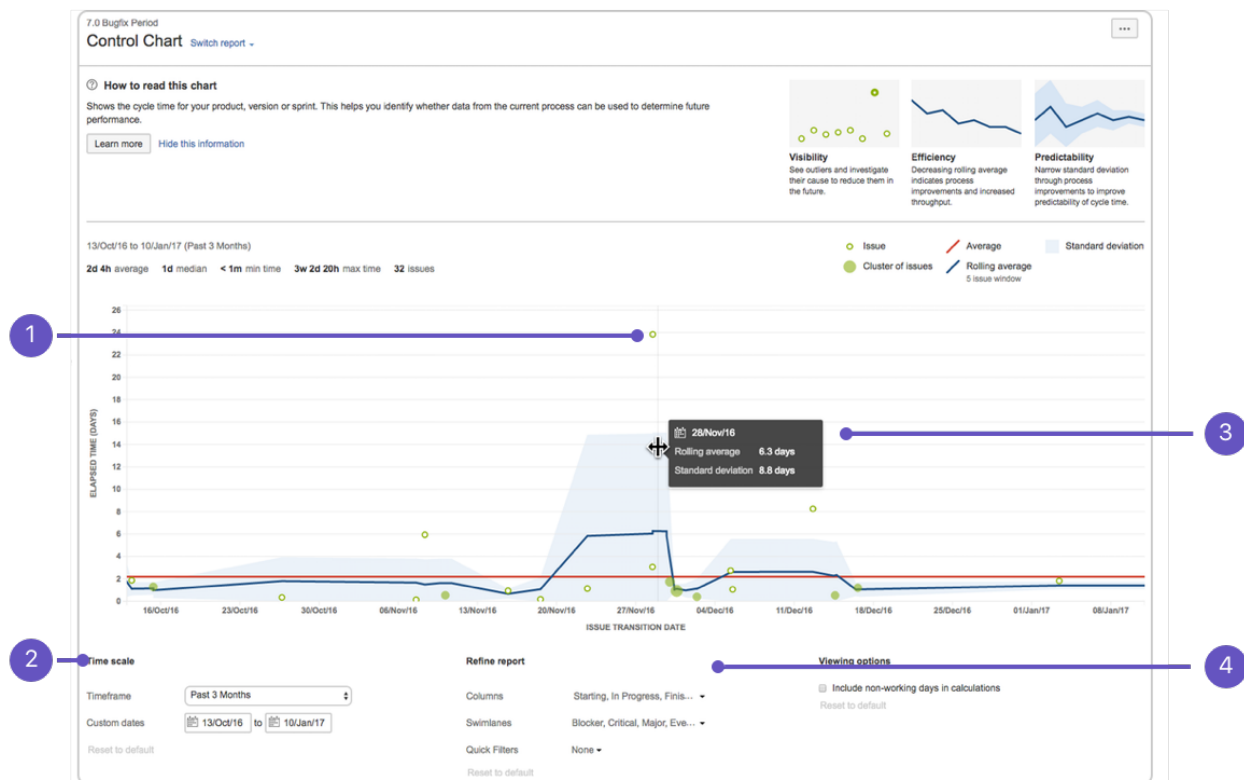 7.0 Bugfix Period
Control Chart Switch report
...
How to read this chart
Shows the cycle time for your product, version or sprint. This helps you identify whether data from the current process can be used to determine future
performance.
Learn more Hide this information
Visibility
See outliers and investigate
their cause to reduce them in
the future.
Efficiency
Decreasing rolling average
indicates process
improvements and increased
throughput.
Predictability
Narrow standard deviation
through process
improvements to improve
predictability of cycle time.
13/Oct/16 to 10/Jan/17 (Past 3 Months)
2d 4h average 1d median < 1m min time 3w 2d 20h max time 32 issues
Issue Average Standard deviation
Cluster of issues Rolling average
5 issue window
26
1
24
22
20
18
16
14
12
10
8
6
4
2
0
ELAPSED TIME (DAYS)
28/Nov/16
Rolling average 6.3 days
Standard deviation 8.8 days
3
16/Oct/16 23/Oct/16 30/Oct/16 06/Nov/16 13/Nov/16 20/Nov/16 27/Nov/16 04/Dec/16 11/Dec/16 18/Dec/16 25/Dec/16 01/Jan/17 08/Jan/17
ISSUE TRANSITION DATE
2
Time scale
Timeframe Past 3 Months
Custom dates 13/Oct/16 to 10/Jan/17
Reset to default
Refine report
Columns Starting, In Progress, Finis...
Swimlanes Blocker, Critical, Major, Eve...
Quick Filters None
Reset to default
4
Viewing options
Include non-working days in calculations
Reset to default